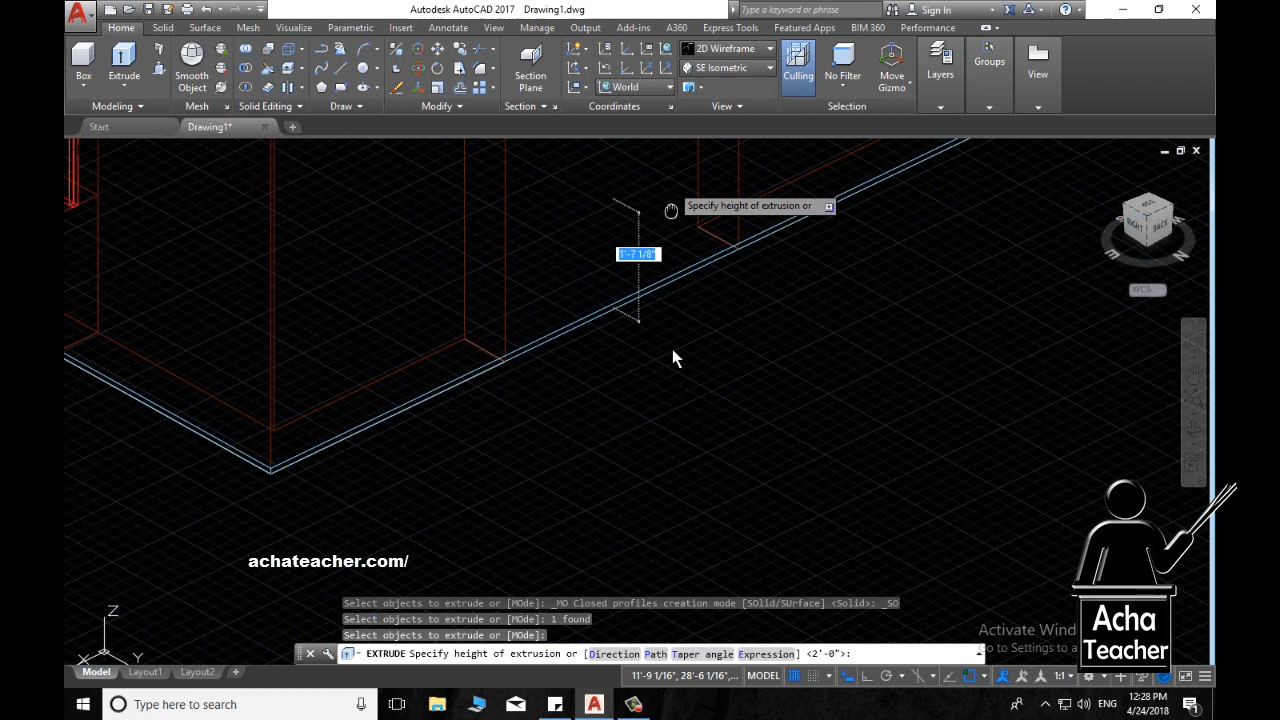 Autodesk AutoCAD 2017 Drawing1.dwg
Type a keyword or phrase
Sign In
Home Solid Surface Mesh Visualize Parametric Insert Annotate View Manage Output Add-ins A360 Express Tools Featured Apps BIM 360 Performance
2D Wireframe
SE Isometric
World
Box
Extrude
Smooth
Object
Section
Plane
Culling
No Filter
Move
Gizmo
Layers
Groups
View
Modeling Mesh Solid Editing Draw Modify Section Coordinates View Selection
Start Drawing1*
Specify height of extrusion or
1'-7 1/8"
RIGHT BACK
WCS
achateacher.com/
Z
X Y
Select objects to extrude or [MOde]: _MO Closed profiles creation mode [SOlid/SUrface] <Solid>: _SO
Select objects to extrude or [MOde]: 1 found
Select objects to extrude or [MOde]:
EXTRUDE Specify height of extrusion or [Direction Path Taper angle Expression] <2'-0">:
Activate Wind
Go to Settings to a
Acha
Teacher
Model Layout1 Layout2
11'-9 1/16", 28'-6 1/16",... MODEL 1:1
Type here to search
ENG
12:28 PM
4/24/2018